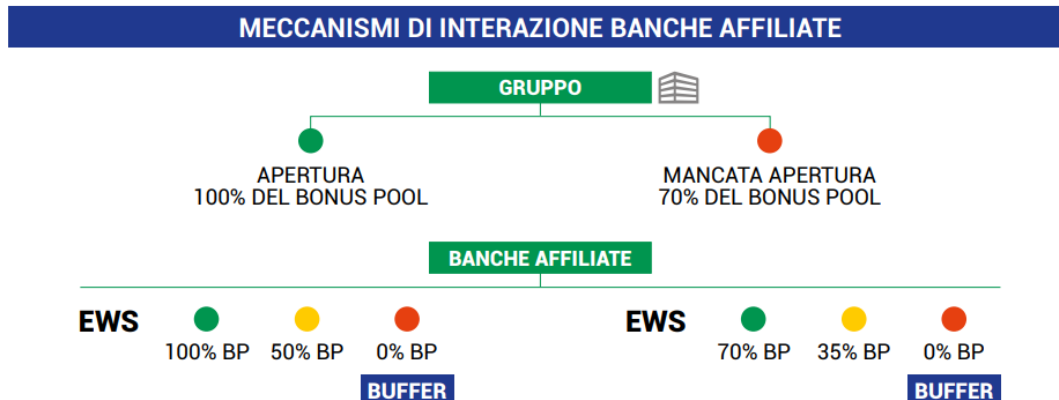 MECCANISMI DI INTERAZIONE BANCHE AFFILIATE
GRUPPO
APERTURA
100% DEL BONUS POOL
MANCATA APERTURA
70% DEL BONUS POOL
BANCHE AFFILIATE
EWS
100% BP 50% BP 0% BP
BUFFER
EWS
70% BP 35% BP 0% BP
BUFFER